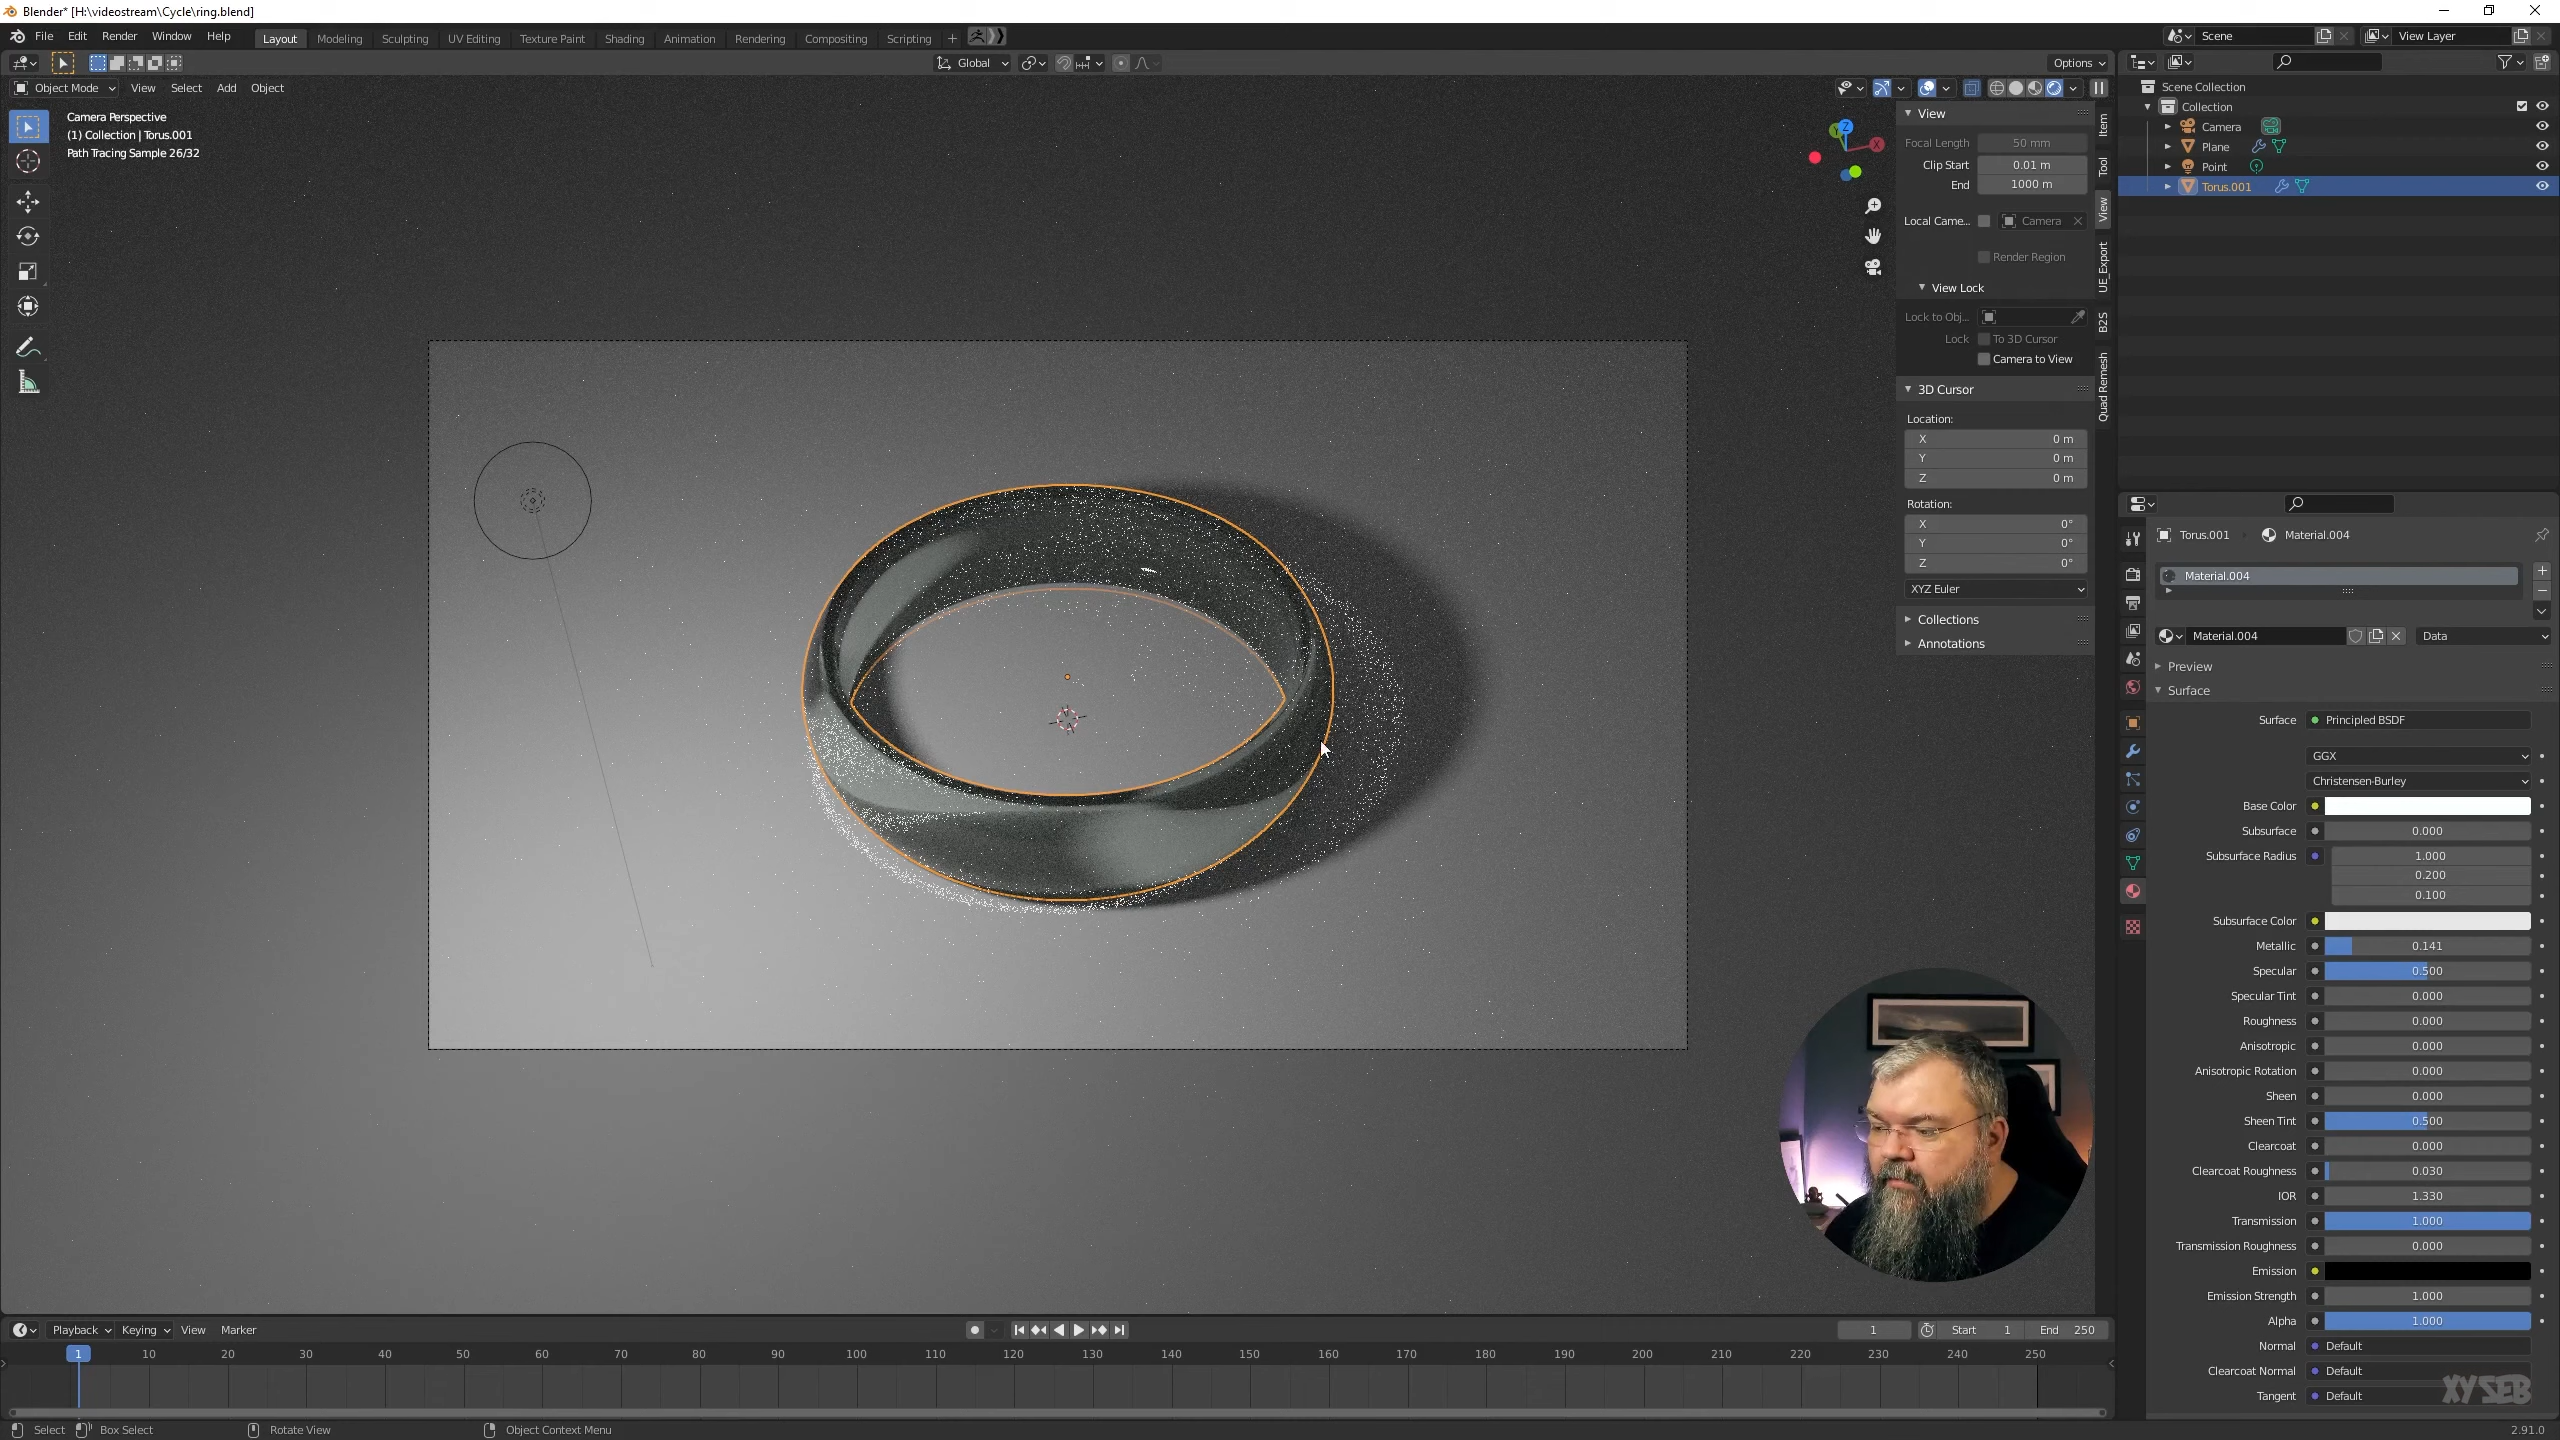 Blender* [H:\videostream\Cycle\ring.blend]
File Edit Render Window Help
Layout Modeling Sculpting UV Editing Texture Paint Shading Animation Rendering Compositing Scripting +
Scene
View Layer
Global
Options
Object Mode View Select Add Object
Camera Perspective
(1) Collection | Torus.001
Path Tracing Sample 26/32
X
Y
Z
View
Focal Length 50 mm
Clip Start 0.01 m
End 1000 m
Local Came... Camera
Render Region
View Lock
Lock to Obj...
Lock To 3D Cursor
Camera to View
3D Cursor
Location:
X 0 m
Y 0 m
Z 0 m
Rotation:
X 0°
Y 0°
Z 0°
XYZ Euler
Collections
Annotations
Item
Tool
View
UE_Export
B2S
Quad Remesh
Scene Collection
Collection
Camera
Plane
Point
Torus.001
Torus.001 Material.004
Material.004
Material.004 Data
Preview
Surface
Surface Principled BSDF
GGX
Christensen-Burley
Base Color
Subsurface 0.000
Subsurface Radius 1.000
0.200
0.100
Subsurface Color
Metallic 0.141
Specular 0.500
Specular Tint 0.000
Roughness 0.000
Anisotropic 0.000
Anisotropic Rotation 0.000
Sheen 0.000
Sheen Tint 0.500
Clearcoat 0.000
Clearcoat Roughness 0.030
IOR 1.330
Transmission 1.000
Transmission Roughness 0.000
Emission
Emission Strength 1.000
Alpha 1.000
Normal Default
Clearcoat Normal Default
Tangent Default
XYSEB
Playback Keying View Marker
1 Start 1 End 250
1 10 20 30 40 50 60 70 80 90 100 110 120 130 140 150 160 170 180 190 200 210 220 230 240 250
Select Box Select Rotate View Object Context Menu
2.91.0